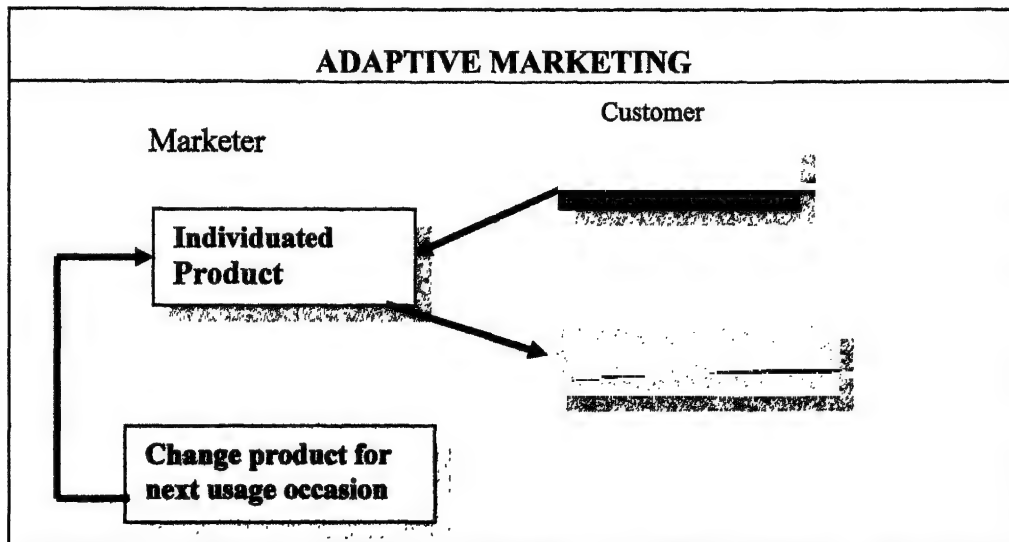 ADAPTIVE MARKETING
Customer
Marketer
Individuated
Product
Change product for
next usage occasion